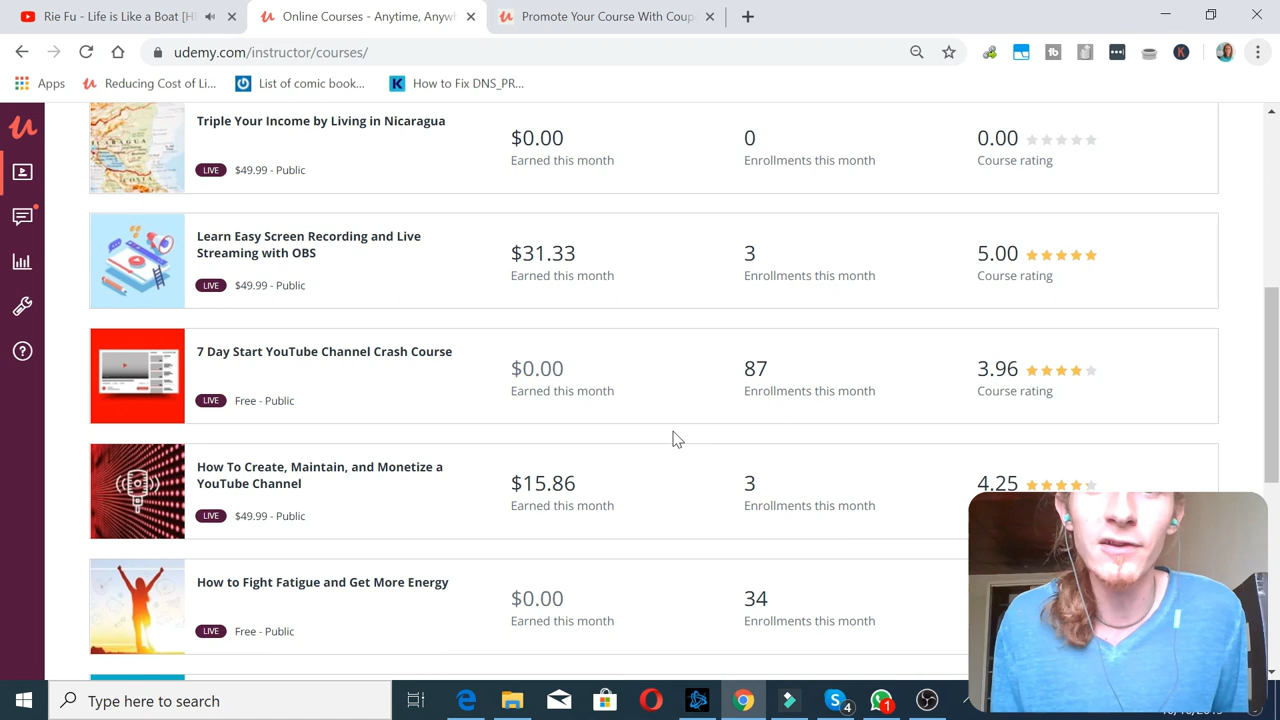 Rie Fu - Life is Like a Boat [H
Online Courses - Anytime, Anyw
Promote Your Course With Coup
udemy.com/instructor/courses/
Apps
Reducing Cost of Li...
List of comic book...
How to Fix DNS_PR...
Triple Your Income by Living in Nicaragua
LIVE $49.99 - Public
$0.00
Earned this month
0
Enrollments this month
0.00
Course rating
Learn Easy Screen Recording and Live
Streaming with OBS
LIVE $49.99 - Public
$31.33
Earned this month
3
Enrollments this month
5.00
Course rating
7 Day Start YouTube Channel Crash Course
LIVE Free - Public
$0.00
Earned this month
87
Enrollments this month
3.96
Course rating
How To Create, Maintain, and Monetize a
YouTube Channel
LIVE $49.99 - Public
$15.86
Earned this month
3
Enrollments this month
4.25
How to Fight Fatigue and Get More Energy
LIVE Free - Public
$0.00
Earned this month
34
Enrollments this month
Type here to search
4
1